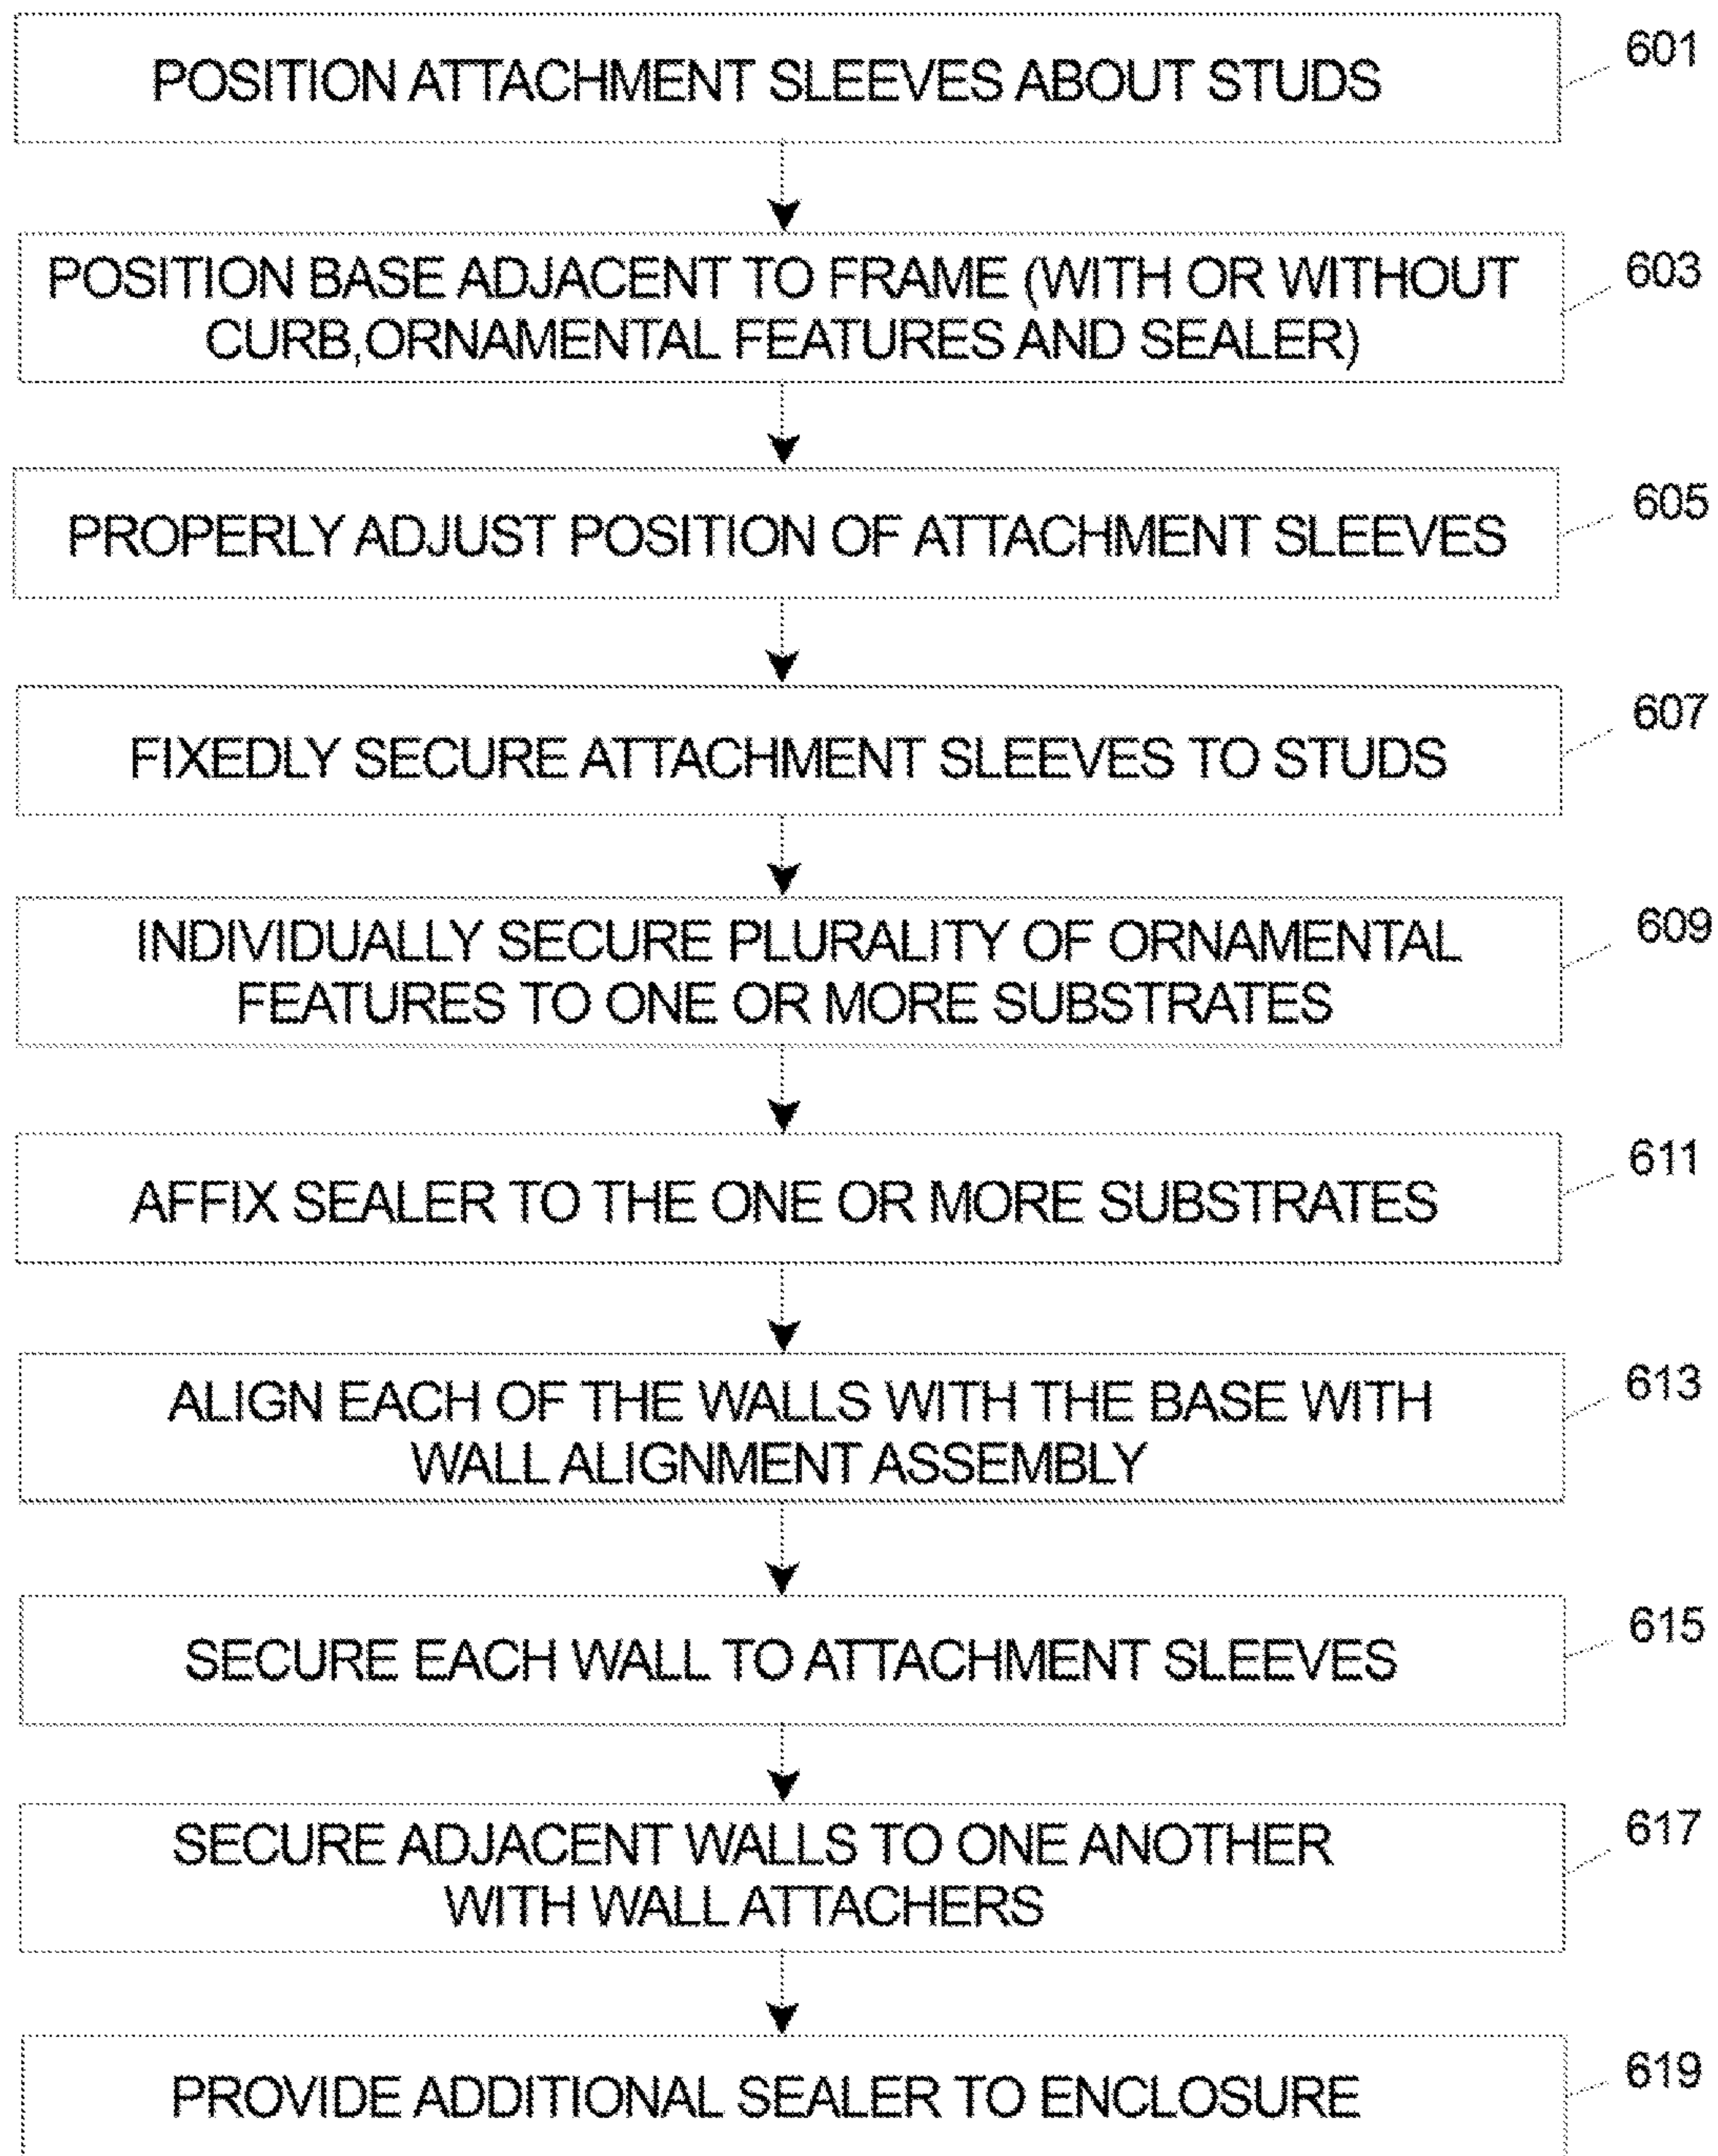 POSITION ATTACHMENT SLEEVES ABOUT STUDS
601
POSITION BASE ADJACENT TO FRAME (WITH OR WITHOUT
CURB,ORNAMENTAL FEATURES AND SEALER)
603
PROPERLY ADJUST POSITION OF ATTACHMENT SLEEVES
605
FIXEDLY SECURE ATTACHMENT SLEEVES TO STUDS
607
INDIVIDUALLY SECURE PLURALITY OF ORNAMENTAL
FEATURES TO ONE OR MORE SUBSTRATES
609
AFFIX SEALER TO THE ONE OR MORE SUBSTRATES
611
ALIGN EACH OF THE WALLS WITH THE BASE WITH
WALL ALIGNMENT ASSEMBLY
613
SECURE EACH WALL TO ATTACHMENT SLEEVES
615
SECURE ADJACENT WALLS TO ONE ANOTHER
WITH WALL ATTACHERS
617
PROVIDE ADDITIONAL SEALER TO ENCLOSURE
619